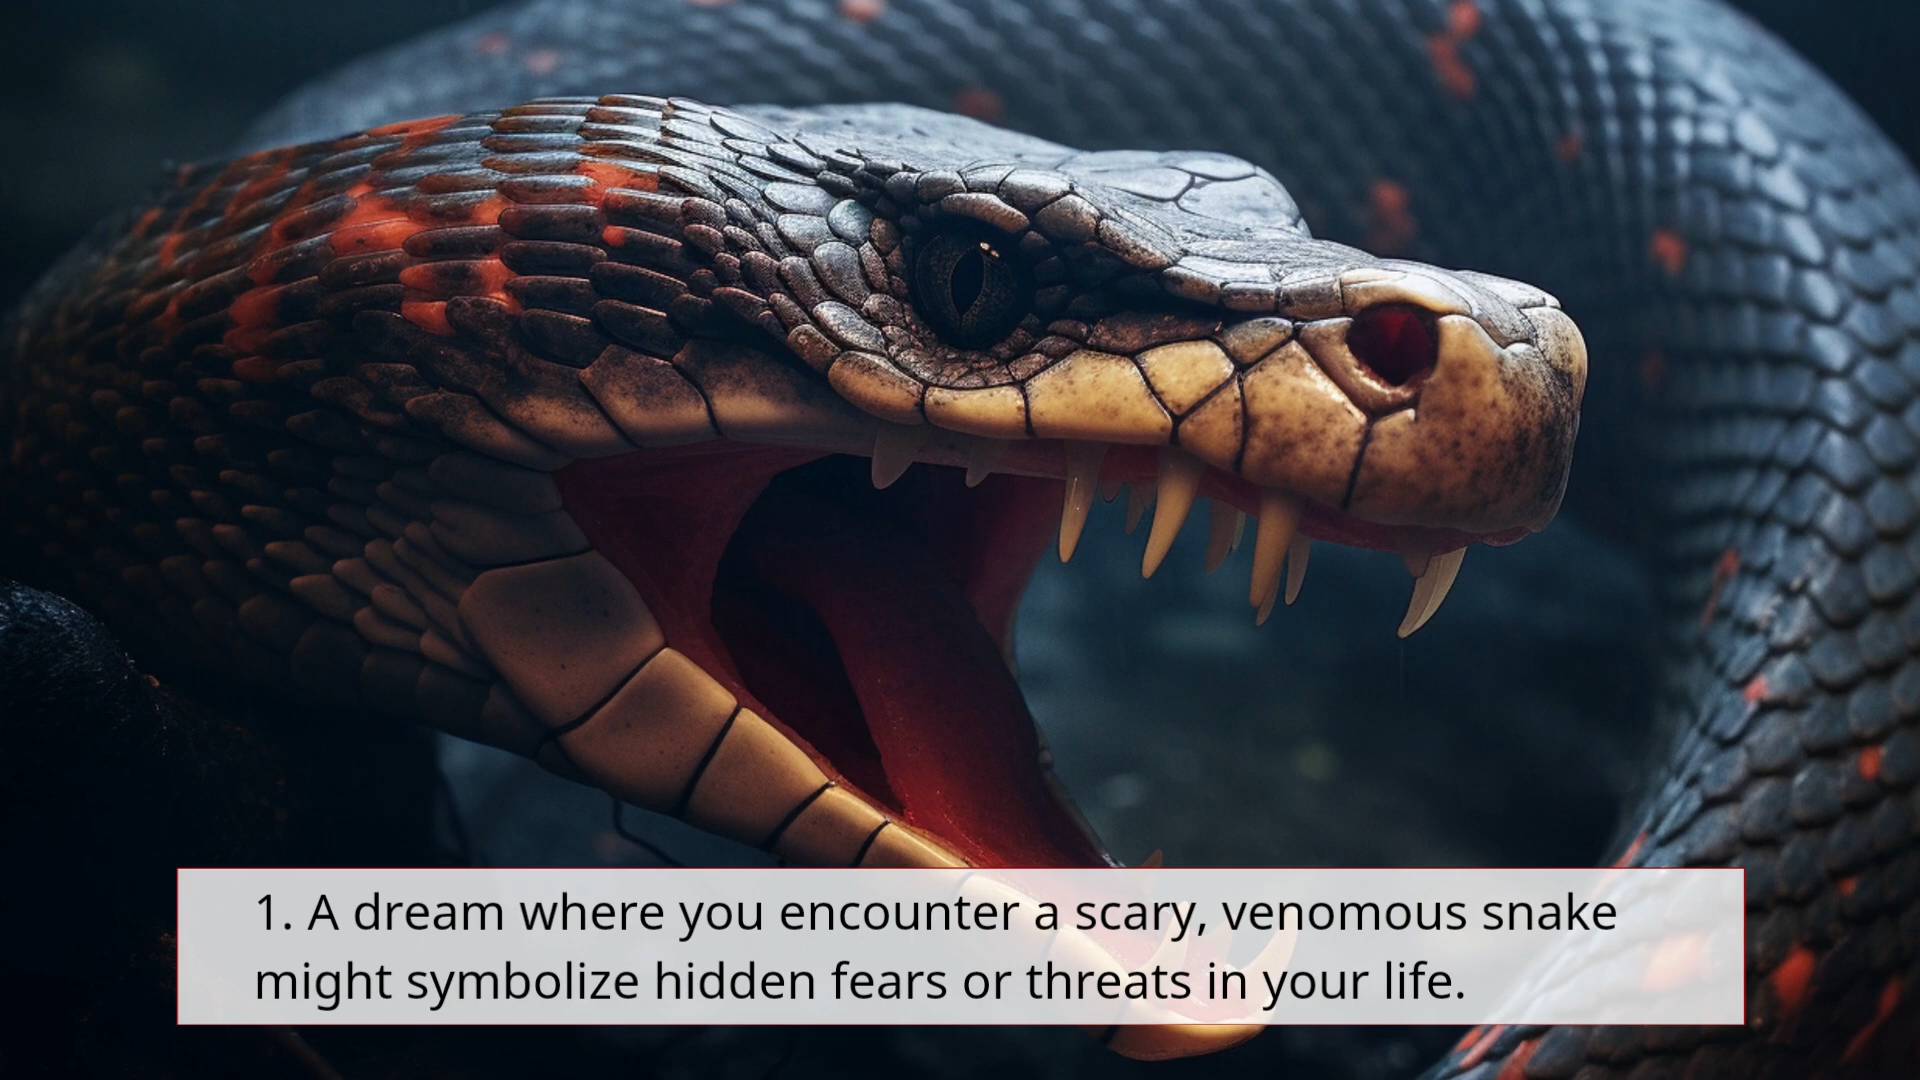 1. A dream where you encounter a scary, venomous snake
might symbolize hidden fears or threats in your life.